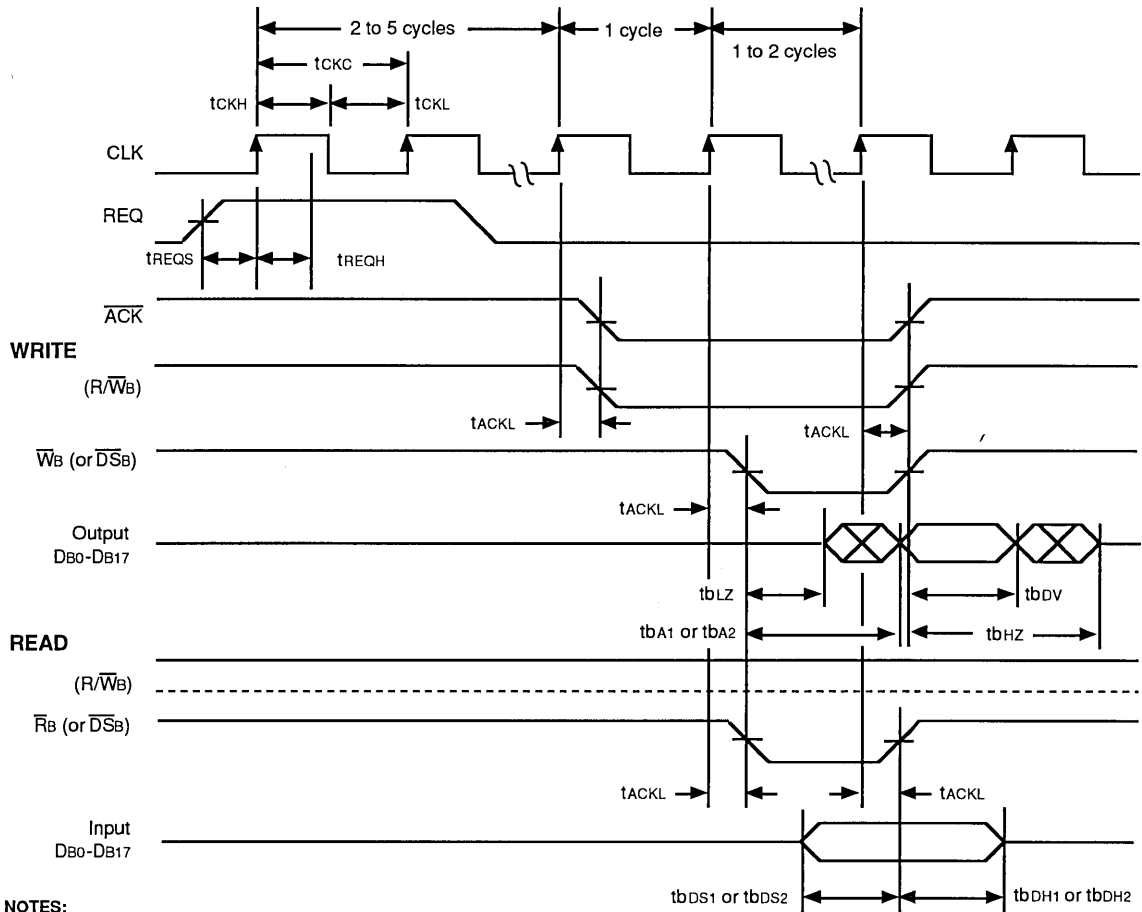 2 to 5 cycles
1 cycle
1 to 2 cycles
tCKC
tCKH
tCKL
CLK
REQ
tREQS
tREQH
ACK
WRITE
(R/WB)
tACKL
tACKL
WB (or DSB)
tACKL
Output
DB0-DB17
tbLZ
tbDV
tbA1 or tbA2
tbHZ
READ
(R/WB)
RB (or DSB)
tACKL
tACKL
Input
DB0-DB17
tbDS1 or tbDS2
tbDH1 or tbDH2
NOTES: